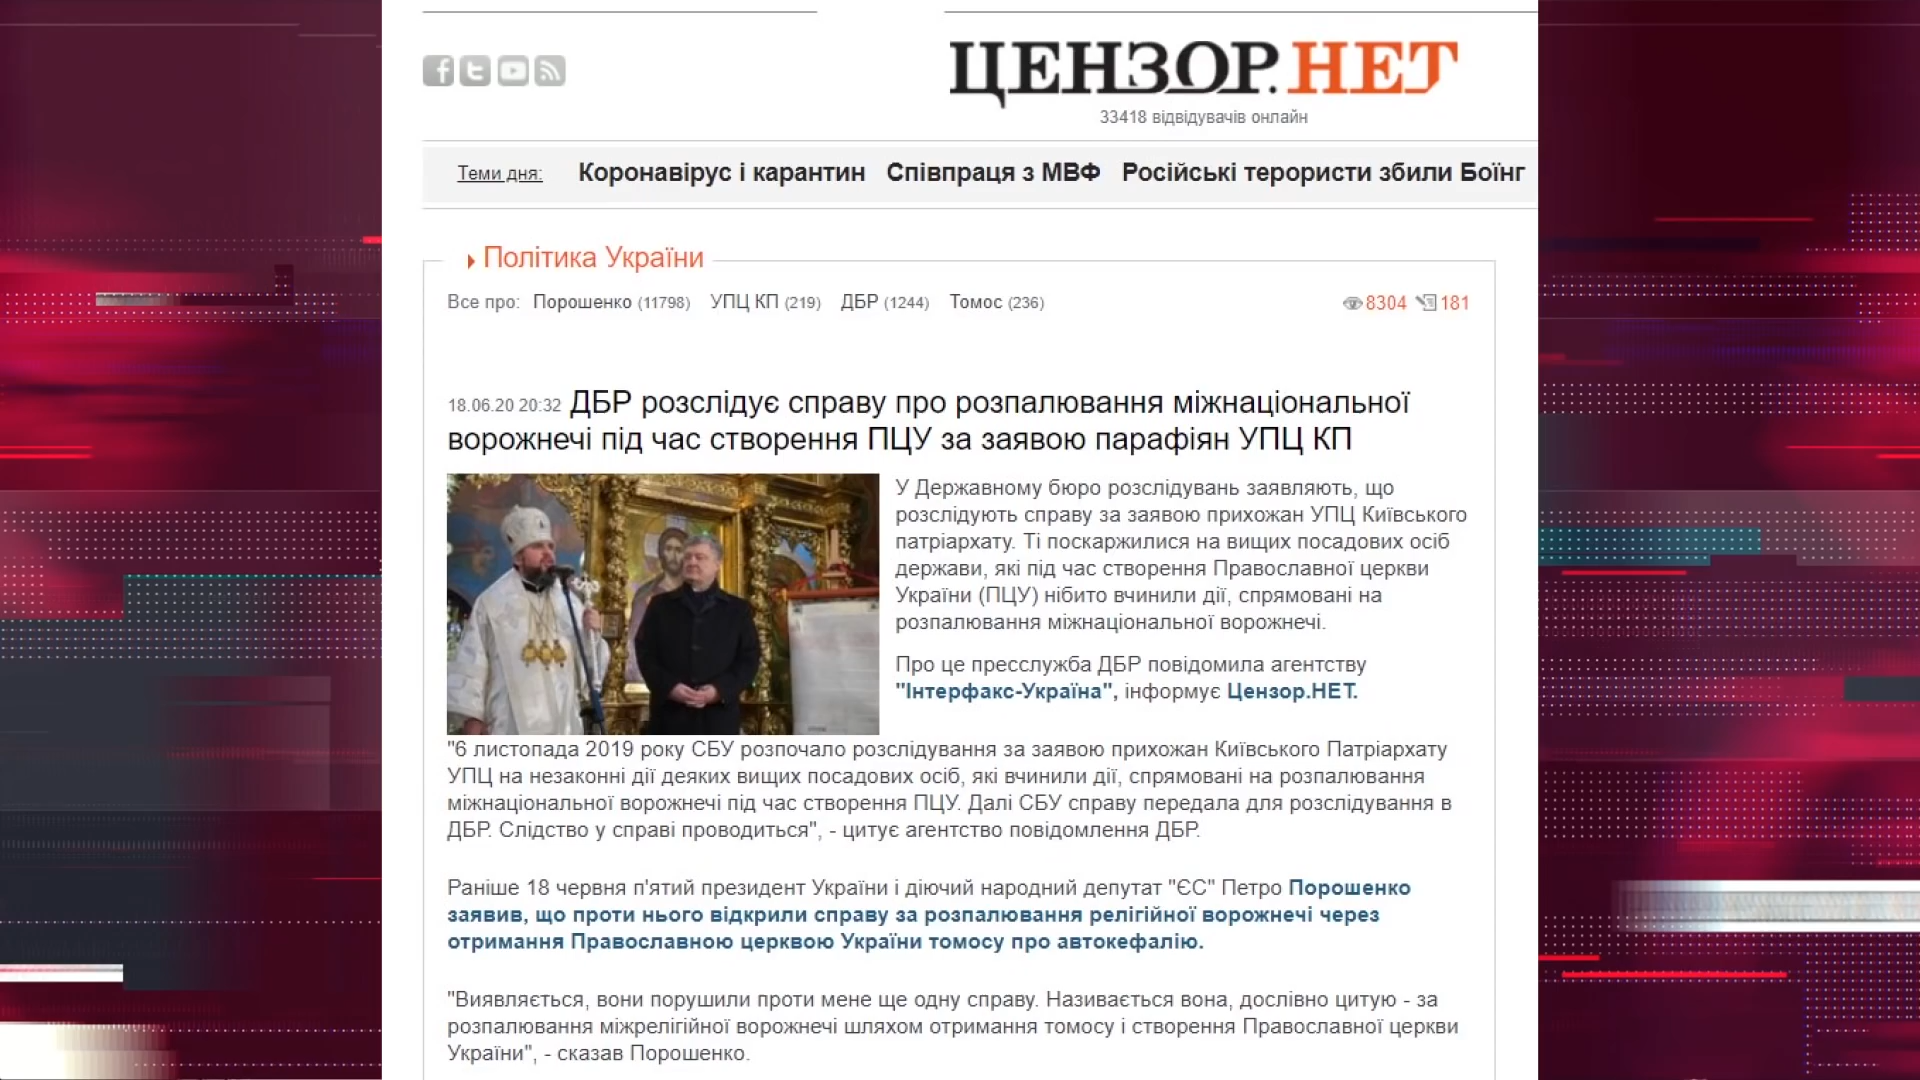 ЦЕНЗОР.НЕТ
33418 відвідувачів онлайн
Теми дня: Коронавірус і карантин Співпраця з МВФ Російські терористи збили Боїнг
Політика України
Все про: Порошенко (11798) УПЦ КП (219) ДБР (1244) Томос (236) 8304 181
18.06.20 20:32 ДБР розслідує справу про розпалювання міжнаціональної
ворожнечі під час створення ПЦУ за заявою парафіян УПЦ КП
У Державному бюро розслідувань заявляють, що
розслідують справу за заявою прихожан УПЦ Київського
патріархату. Ті поскаржилися на вищих посадових осіб
держави, які під час створення Православної церкви
України (ПЦУ) нібито вчинили дії, спрямовані на
розпалювання міжнаціональної ворожнечі.
Про це пресслужба ДБР повідомила агентству
"Інтерфакс-Україна", інформує Цензор.НЕТ.
"6 листопада 2019 року СБУ розпочало розслідування за заявою прихожан Київського Патріархату
УПЦ на незаконні дії деяких вищих посадових осіб, які вчинили дії, спрямовані на розпалювання
міжнаціональної ворожнечі під час створення ПЦУ. Далі СБУ справу передала для розслідування в
ДБР. Слідство у справі проводиться", - цитує агентство повідомлення ДБР.
Раніше 18 червня п'ятий президент України і діючий народний депутат "ЄС" Петро Порошенко
заявив, що проти нього відкрили справу за розпалювання релігійної ворожнечі через
отримання Православною церквою України томосу про автокефалію.
"Виявляється, вони порушили проти мене ще одну справу. Називається вона, дослівно цитую - за
розпалювання міжрелігійної ворожнечі шляхом отримання томосу і створення Православної церкви
України", - сказав Порошенко.